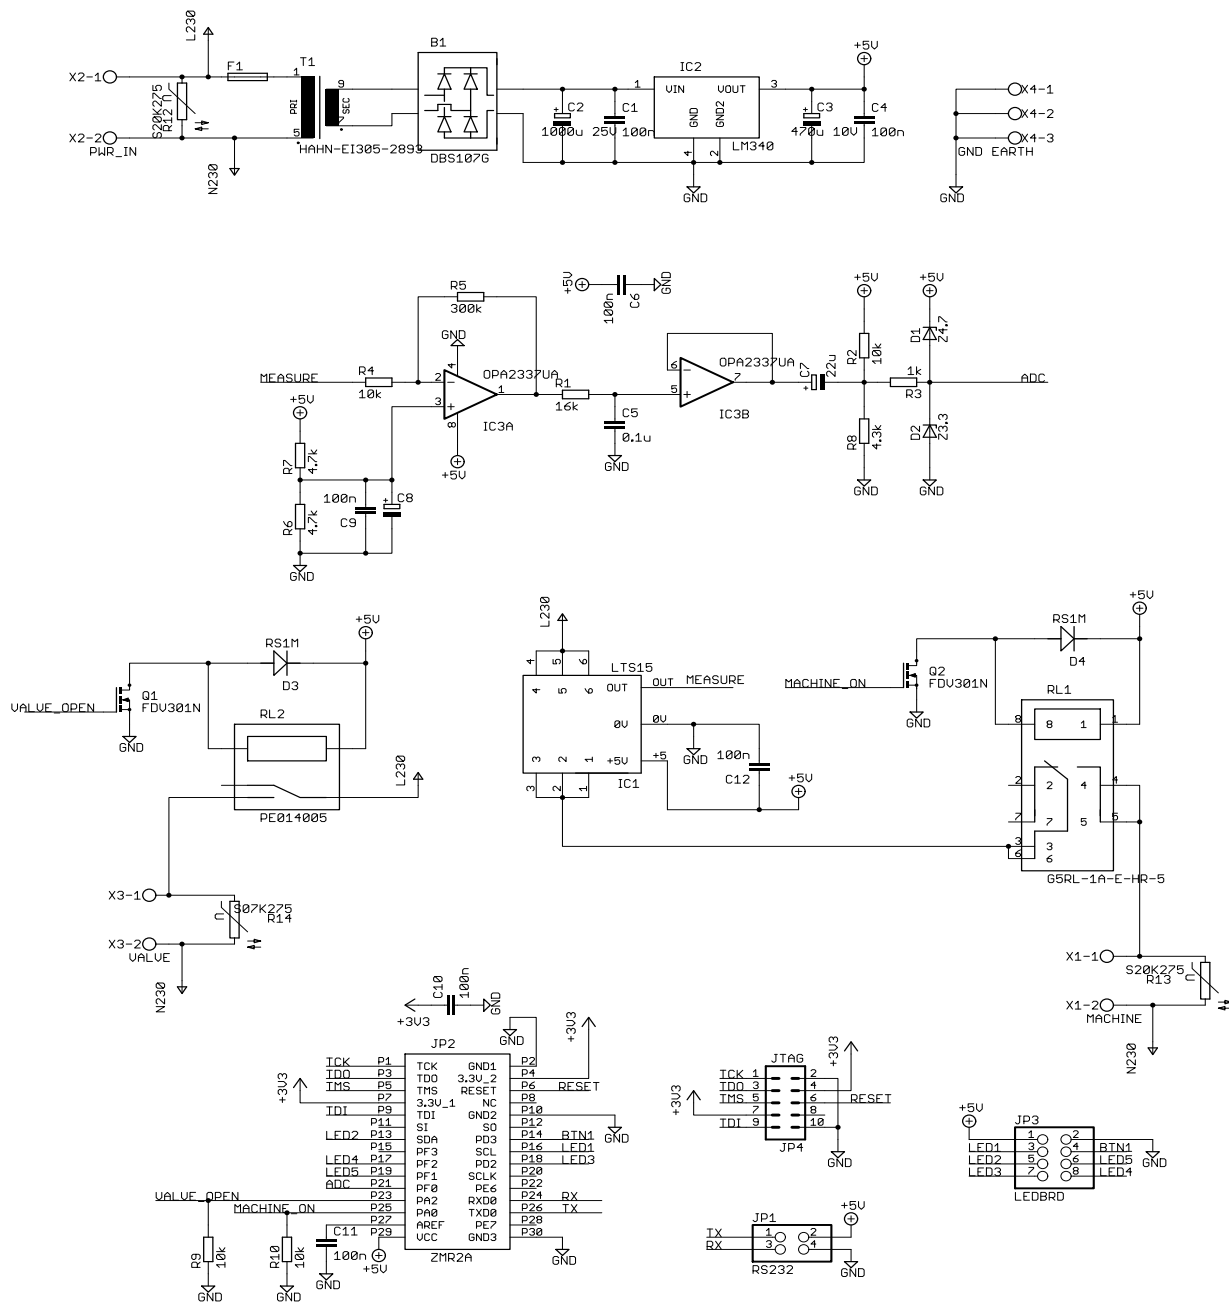 L230
X2-1
F1
T1
1
PRI
5
9
SEC
7
S20K275
R12
X2-2
PWR_IN
N230
HAHN-EI305-2893
B1
DBS107G
C2
1000u
C1
25V
100n
IC2
1
VIN
VOUT
3
GND
GND2
4
2
LM340
GND
+5V
C3
470u
10V
C4
100n
X4-1
X4-2
X4-3
GND EARTH
GND
R5
300k
+5V
100n
C6
GND
GND
MEASURE
R4
10k
2
3
4
8
1
OPA2337UA
IC3A
+5V
+5V
R7
4.7k
R6
4.7k
100n
C9
C8
GND
R1
16k
C5
0.1u
GND
6
5
7
OPA2337UA
IC3B
C7
22u
+5V
R2
10k
R8
4.3k
GND
1k
R3
+5V
D1
Z4.7
D2
Z3.3
GND
ADC
+5V
RS1M
D3
Q1
FDV301N
VALVE_OPEN
GND
RL2
PE014005
L230
X3-1
S07K275
R14
X3-2
VALVE
N230
L230
LTS15
4 5 6
4 5 6
OUT
OUT
MEASURE
0V
0V
GND
+5V
+5
3 2 1
3 2 1
IC1
100n
C12
+5V
+5V
RS1M
D4
Q2
FDV301N
MACHINE_ON
GND
RL1
8
8
1
1
2
2
4
4
7
7
5
5
3
3
6
6
G5RL-1A-E-HR-5
X1-1
S20K275
R13
X1-2
MACHINE
N230
C10
100n
+3V3
GND
GND
+3V3
JP2
TCK P1 TCK GND1 P2
TDO P3 TDO 3.3V_2 P4
TMS P5 TMS RESET P6 RESET
+3V3
P7 3.3V_1 NC P8
TDI P9 TDI GND2 P10
P11 SI SO P12
GND
LED2 P13 SDA PD3 P14 BTN1
P15 PF3 SCL P16 LED1
LED4 P17 PF2 PD2 P18 LED3
LED5 P19 PF1 SCLK P20
ADC P21 PF0 PE6 P22
VALVE_OPEN P23 PA2 RXD0 P24 RX
MACHINE_ON P25 PA0 TXD0 P26 TX
P27 AREF PE7 P28
P29 VCC GND3 P30
ZMR2A
R9
10k
GND
R10
10k
GND
C11
100n
GND
+5V
GND
JTAG
+3V3
TCK 1 2
TDO 3 4
TMS 5 6 RESET
+3V3
7 8
TDI 9 10
JP4
GND
JP1
+5V
TX 1 2
RX 3 4
RS232
GND
+5V
JP3
1 2
LED1 3 4 BTN1
LED2 5 6 LED5
LED3 7 8 LED4
LEDBRD
GND